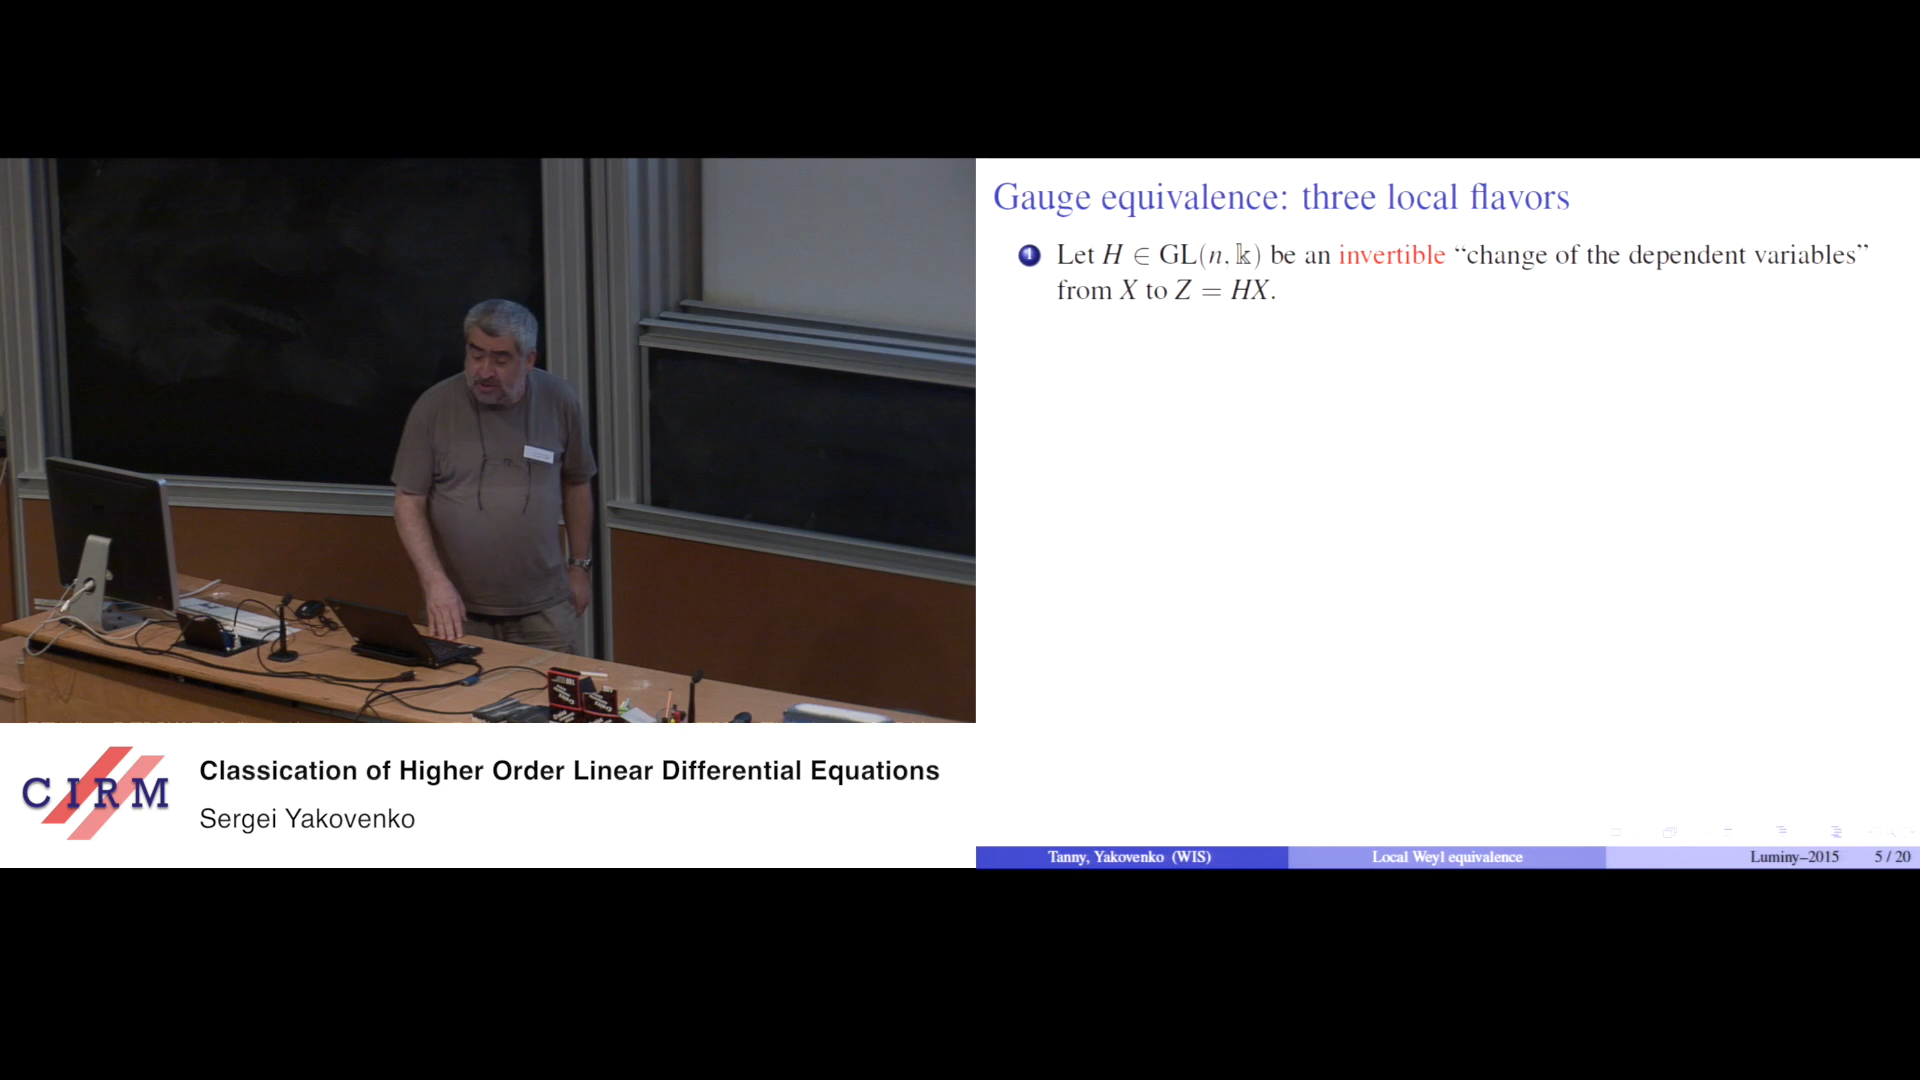 Gauge equivalence: three local flavors
1 Let H ∈ GL(n, 𝕜) be an invertible “change of the dependent variables”
from X to Z = HX.
CIRM
Classication of Higher Order Linear Differential Equations
Sergei Yakovenko
Tanny, Yakovenko (WIS) Local Weyl equivalence Luminy–2015 5 / 20